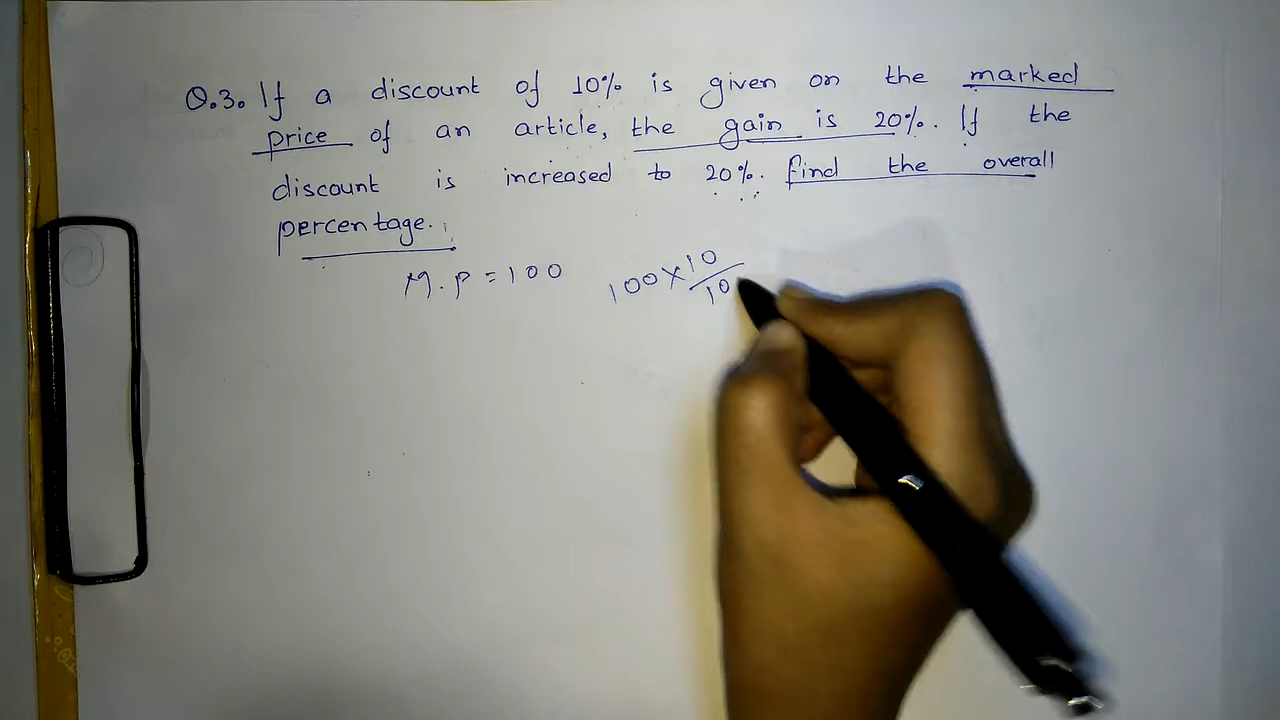 Q.3. If a discount of 10% is given on the marked
price of an article, the gain is 20%. If the
discount is increased to 20%. find the overall
percentage.
M.P = 100 100 × 10/10